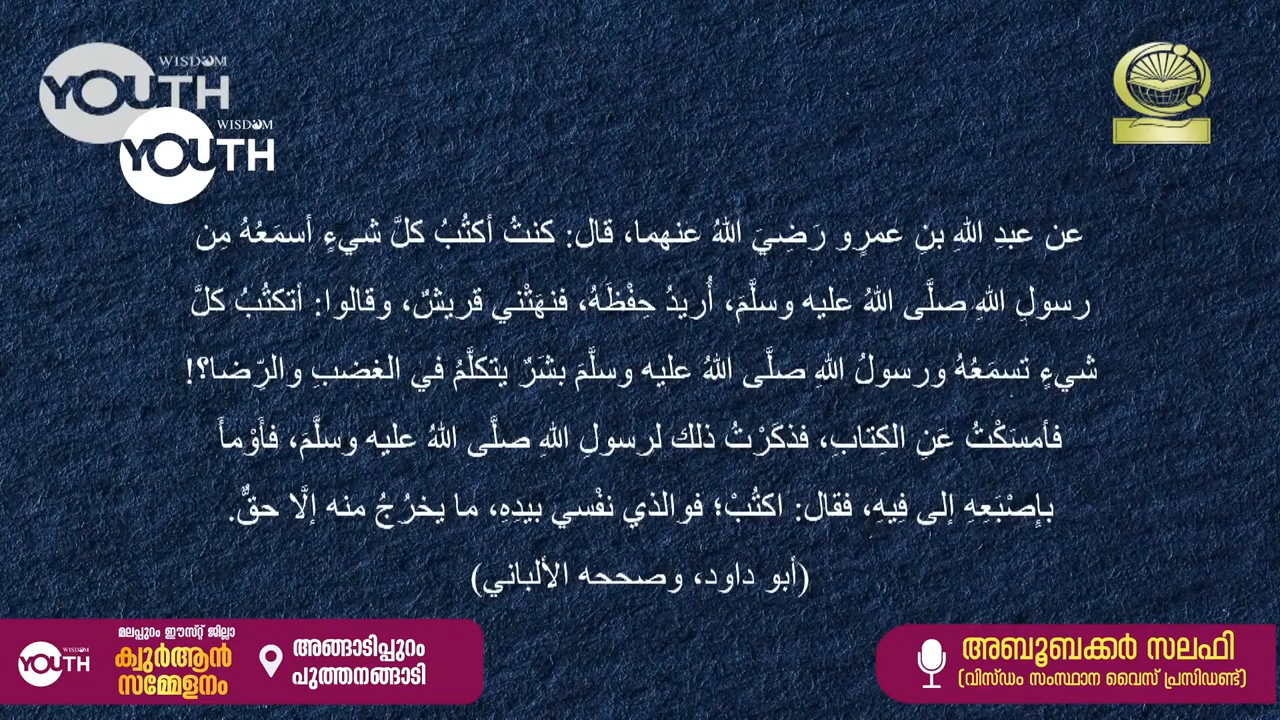 WISDOM
YOUTH
WISDOM
YOUTH
عن عبدِ اللهِ بنِ عمرٍو رَضِيَ اللهُ عنهما، قال: كنتُ أكتُبُ كلَّ شيءٍ أسمَعُهُ مِن
رسولِ اللهِ صلَّى اللهُ عليه وسلَّمَ، أُريدُ حِفْظَهُ، فنهَتْني قريشٌ، وقالوا: أتكتُبُ كلَّ
شيءٍ تسمَعُهُ ورسولُ اللهِ صلَّى اللهُ عليه وسلَّمَ بشَرٌ يتكلَّمُ في الغضبِ والرِّضا؟!
فأمسَكْتُ عَنِ الكِتابِ، فذكَرْتُ ذلك لرسولِ اللهِ صلَّى اللهُ عليه وسلَّمَ، فأَوْمأَ
بإِصْبَعِهِ إلى فِيهِ، فقال: اكتُبْ؛ فوالذي نفْسي بيدِهِ، ما يخرُجُ منه إلَّا حقٌّ.
(أبو داود، وصححه الألباني)
WISDOM
YOUTH
മലപ്പുറം ഈസ്റ്റ് ജില്ലാ
ക്വുർആൻ
സമ്മേളനം
അങ്ങാടിപ്പുറം
പുത്തനങ്ങാടി
അബൂബക്കർ സലഫി
(വിസ്ഡം സംസ്ഥാന വൈസ് പ്രസിഡണ്ട്)